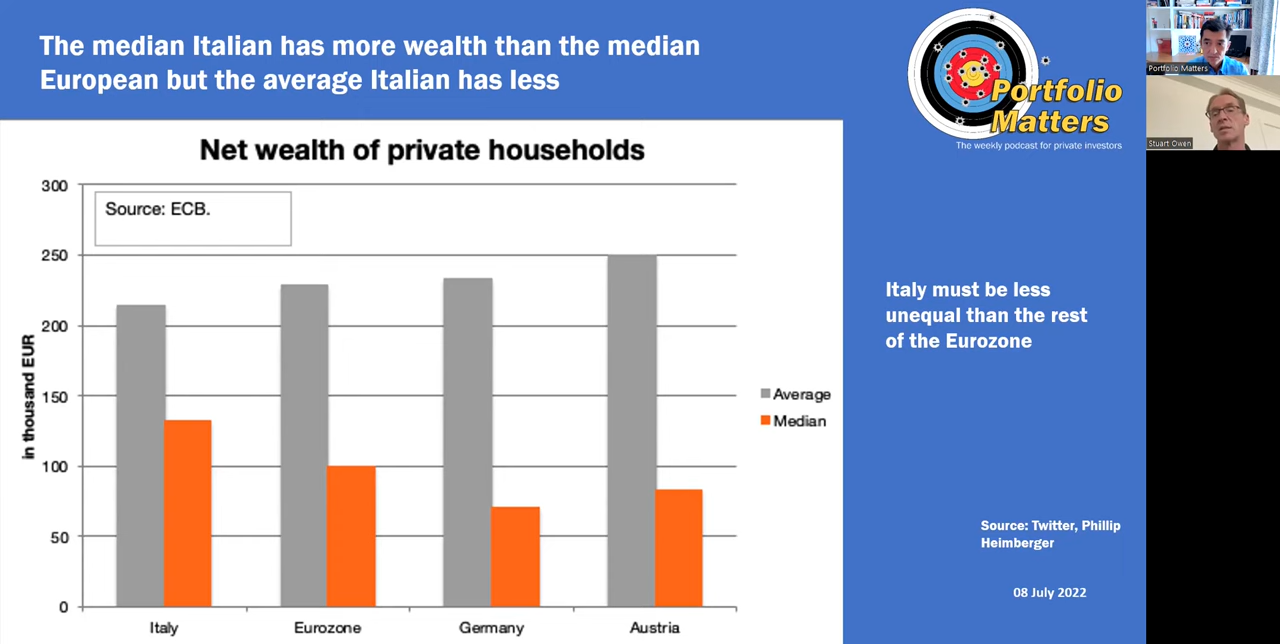 The median Italian has more wealth than the median
European but the average Italian has less
Portfolio
Matters
The weekly podcast for private investors
Portfolio Matters
Stuart Owen
Net wealth of private households
300
250
200
150
100
50
0
in thousand EUR
Source: ECB.
Average
Median
Italy
Eurozone
Germany
Austria
Italy must be less
unequal than the rest
of the Eurozone
Source: Twitter, Phillip
Heimberger
08 July 2022